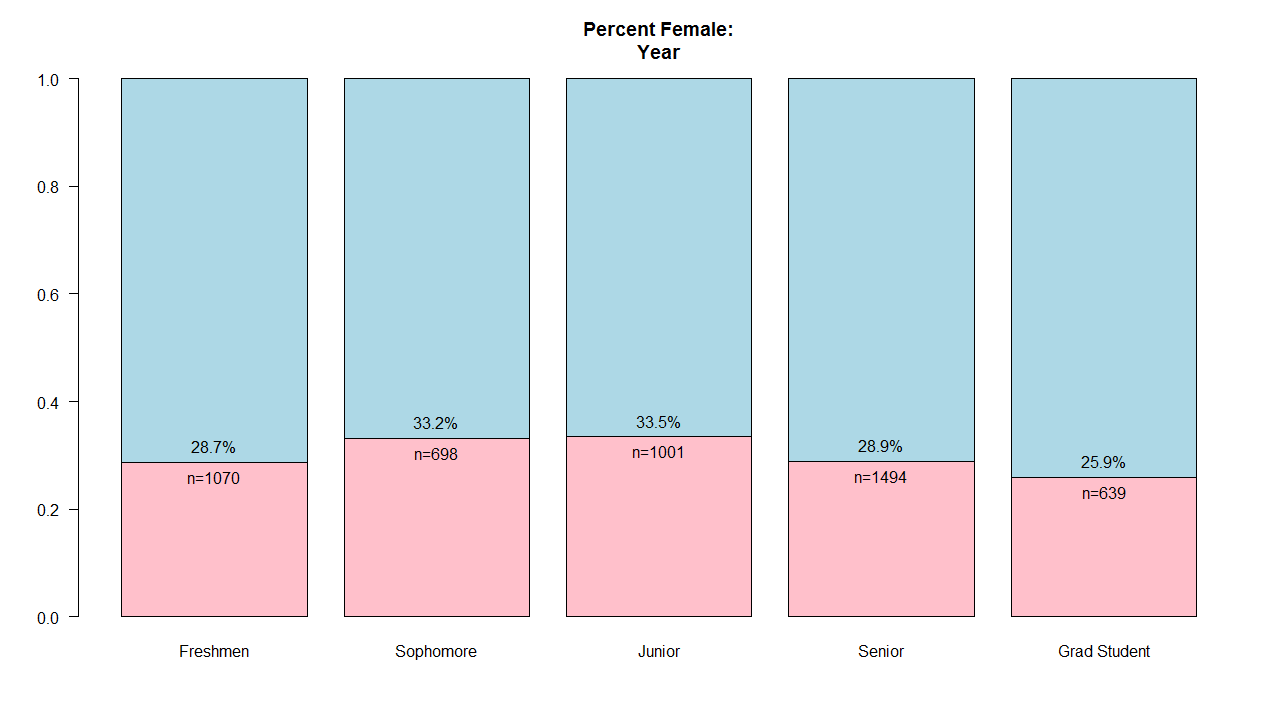 Percent Female:
Year
1.0
0.8
0.6
0.4
0.2
0.0
28.7%
n=1070
33.2%
n=698
33.5%
n=1001
28.9%
n=1494
25.9%
n=639
Freshmen
Sophomore
Junior
Senior
Grad Student